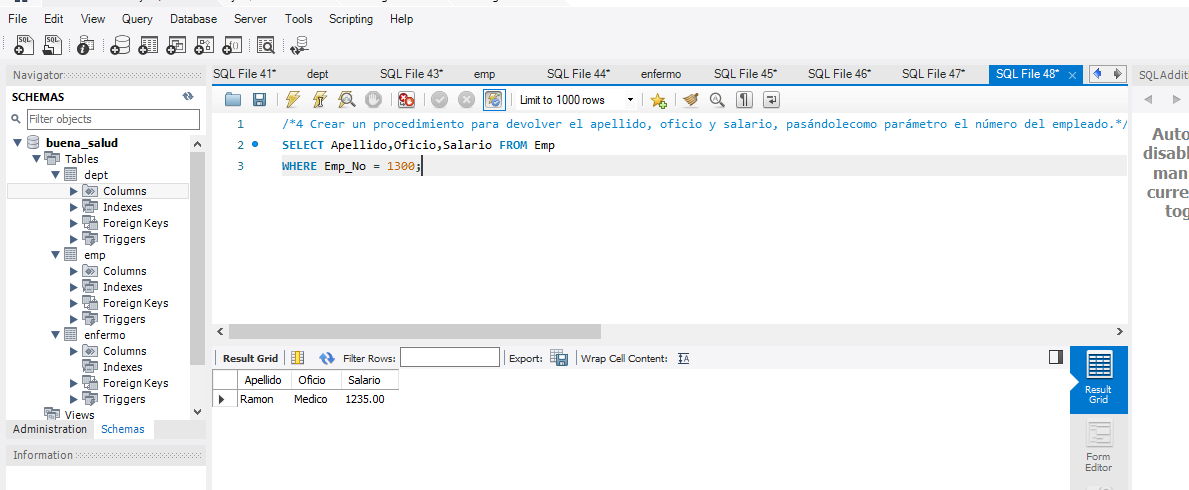 File Edit View Query Database Server Tools Scripting Help
Navigator
SQL File 41* dept SQL File 43* emp SQL File 44* enfermo SQL File 45* SQL File 46* SQL File 47* SQL File 48*
SQLAdditi
SCHEMAS
Filter objects
Limit to 1000 rows
buena_salud
Tables
dept
Columns
Indexes
Foreign Keys
Triggers
emp
Columns
Indexes
Foreign Keys
Triggers
enfermo
Columns
Indexes
Foreign Keys
Triggers
Views
Administration Schemas
Information
1 /*4 Crear un procedimiento para devolver el apellido, oficio y salario, pasándolecomo parámetro el número del empleado.*/
2 SELECT Apellido,Oficio,Salario FROM Emp
3 WHERE Emp_No = 1300;
Auto
disabl
man
curre
tog
Result Grid Filter Rows: Export: Wrap Cell Content:
Apellido Oficio Salario
Ramon Medico 1235.00
Result
Grid
Form
Editor